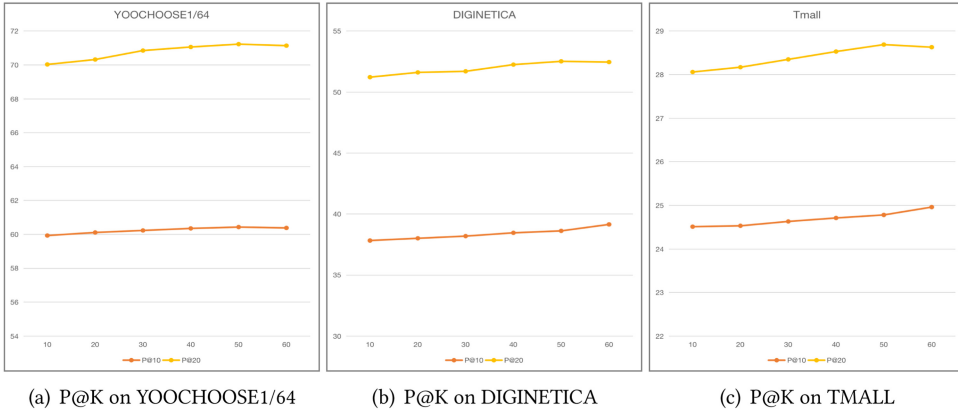 YOOCHOOSE1/64
72
70
68
66
64
62
60
58
56
54
10 20 30 40 50 60
P@10 P@20
(a) P@K on YOOCHOOSE1/64
DIGINETICA
55
50
45
40
35
30
10 20 30 40 50 60
P@10 P@20
(b) P@K on DIGINETICA
Tmall
29
28
27
26
25
24
23
22
10 20 30 40 50 60
P@10 P@20
(c) P@K on TMALL